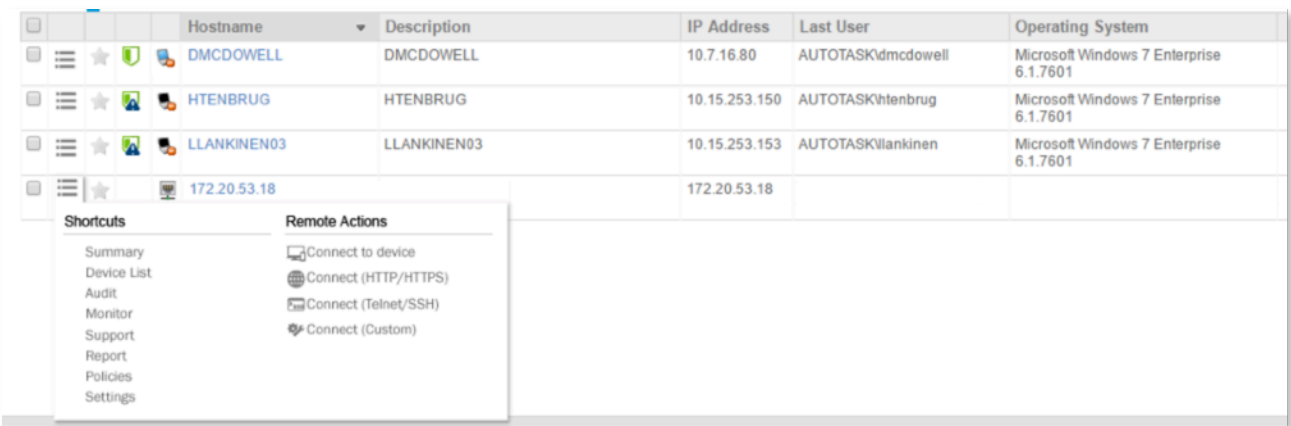 Hostname Description IP Address Last User Operating System
DMCDOWELL DMCDOWELL 10.7.16.80 AUTOTASK\dmcdowell Microsoft Windows 7 Enterprise
6.1.7601
HTENBRUG HTENBRUG 10.15.253.150 AUTOTASK\htenbrug Microsoft Windows 7 Enterprise
6.1.7601
LLANKINEN03 LLANKINEN03 10.15.253.153 AUTOTASK\llankinen Microsoft Windows 7 Enterprise
6.1.7601
172.20.53.18 172.20.53.18
Shortcuts
Summary
Device List
Audit
Monitor
Support
Report
Policies
Settings
Remote Actions
Connect to device
Connect (HTTP/HTTPS)
Connect (Telnet/SSH)
Connect (Custom)